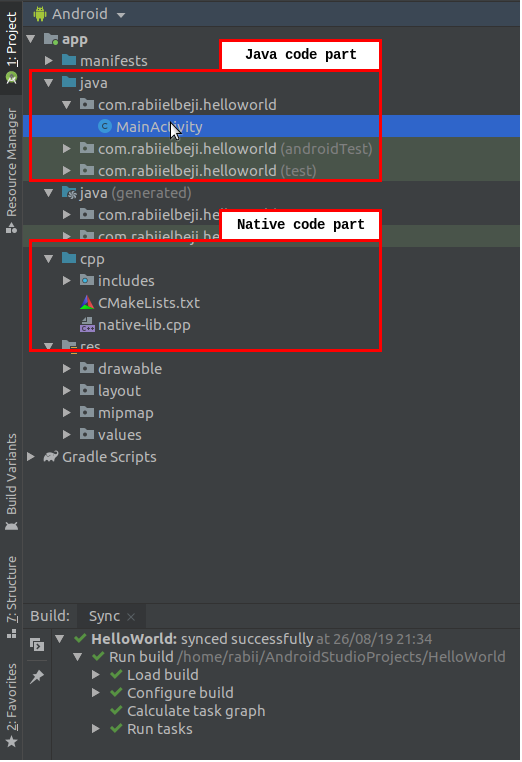 Android
1: Project
Resource Manager
Build Variants
7: Structure
2: Favorites
app
manifests
Java code part
java
com.rabiielbeji.helloworld
MainActivity
com.rabiielbeji.helloworld (androidTest)
com.rabiielbeji.helloworld (test)
java (generated)
com.rabiielbeji.he
Native code part
com.rabiielbeji.he
cpp
includes
CMakeLists.txt
native-lib.cpp
res
drawable
layout
mipmap
values
Gradle Scripts
Build: Sync ×
HelloWorld: synced successfully at 26/08/19 21:34
Run build /home/rabii/AndroidStudioProjects/HelloWorld
Load build
Configure build
Calculate task graph
Run tasks